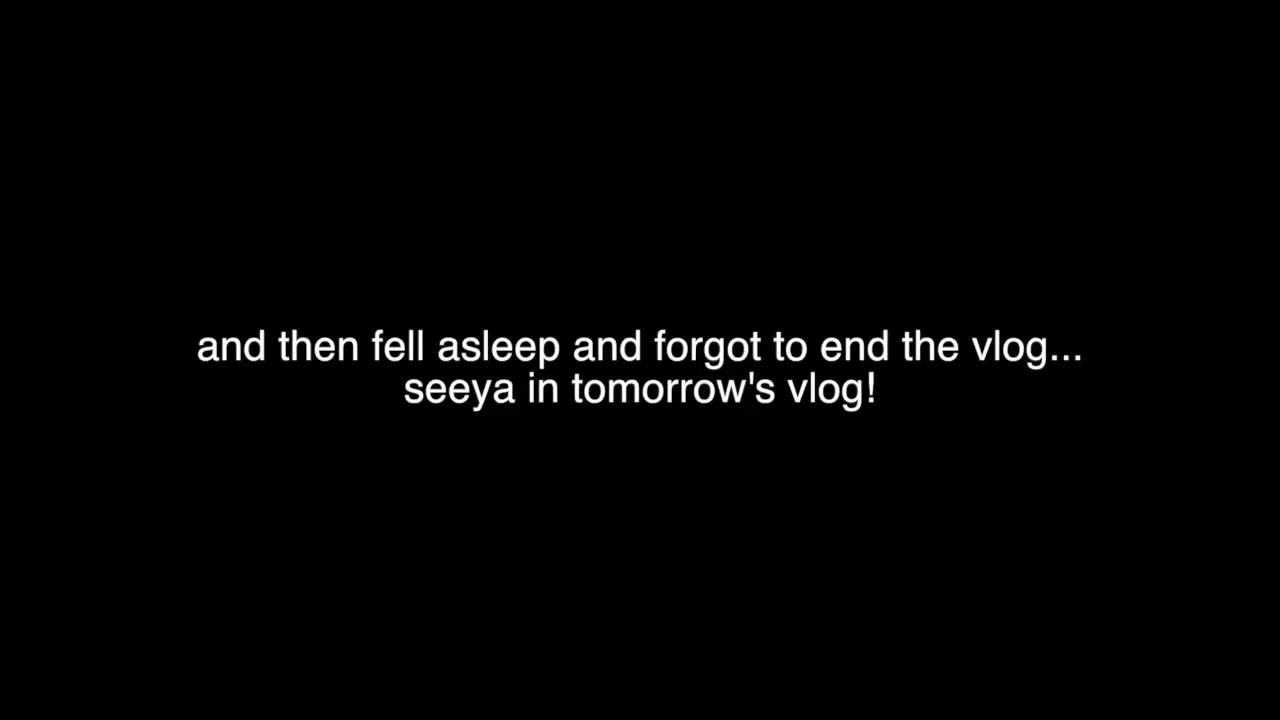 and then fell asleep and forgot to end the vlog...
seeya in tomorrow's vlog!